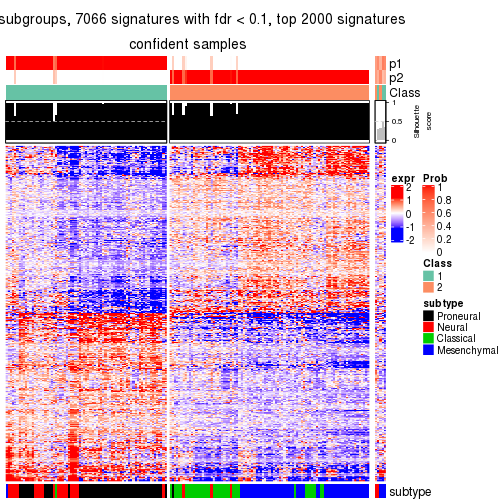 subgroups, 7066 signatures with fdr < 0.1, top 2000 signatures
confident samples
p1
p2
Class
1
0.5
0
Silhouette
score
expr
2
1
0
-1
-2
Prob
1
0.8
0.6
0.4
0.2
0
Class
1
2
subtype
Proneural
Neural
Classical
Mesenchymal
subtype